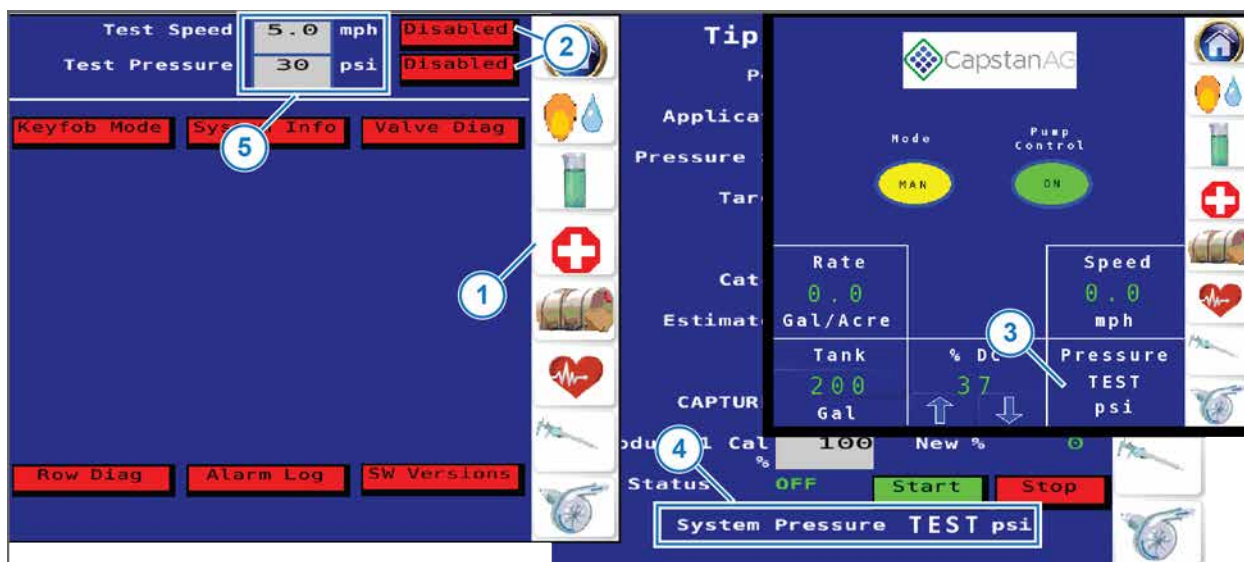 Test Speed 5.0 mph Disabled
Test Pressure 30 psi Disabled
2
5
Keyfob Mode System Info Valve Diag
1
Row Diag Alarm Log SW Versions
Tip
Applica
Pressure
Tar
Cat
Estimat
CAPTUR
1 Cal 100 New % 0
%
Status OFF Start Stop
4
System Pressure TEST psi
CapstanAG
Mode Pump Control
MAN ON
Rate
0.0
Gal/Acre
Speed
0.0
mph
3
Tank
200
Gal
% DC
37
Pressure
TEST
psi